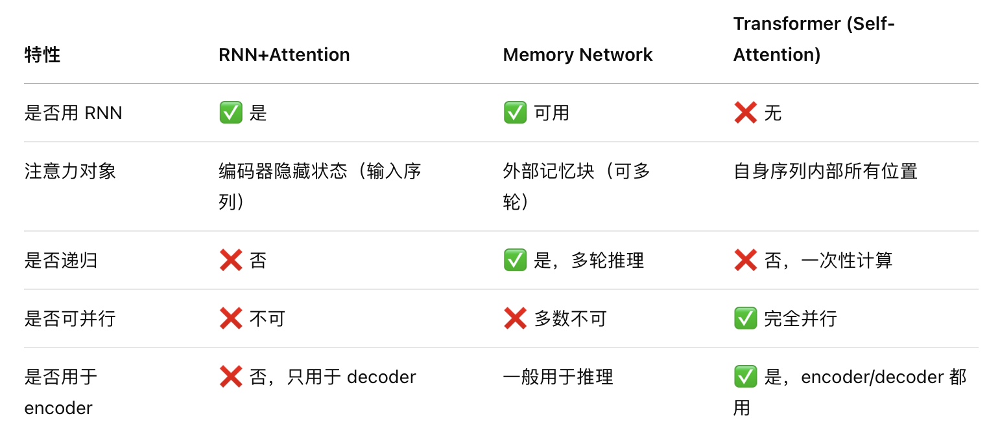 特性 RNN+Attention Memory Network Transformer (Self-
Attention)
是否用 RNN ✅ 是 ✅ 可用 ❌ 无
注意力对象 编码器隐藏状态（输入序 外部记忆块（可多 自身序列内部所有位置
列） 轮）
是否递归 ❌ 否 ✅ 是，多轮推理 ❌ 否，一次性计算
是否可并行 ❌ 不可 ❌ 多数不可 ✅ 完全并行
是否用于 ❌ 否，只用于 decoder 一般用于推理 ✅ 是，encoder/decoder 都
encoder 用